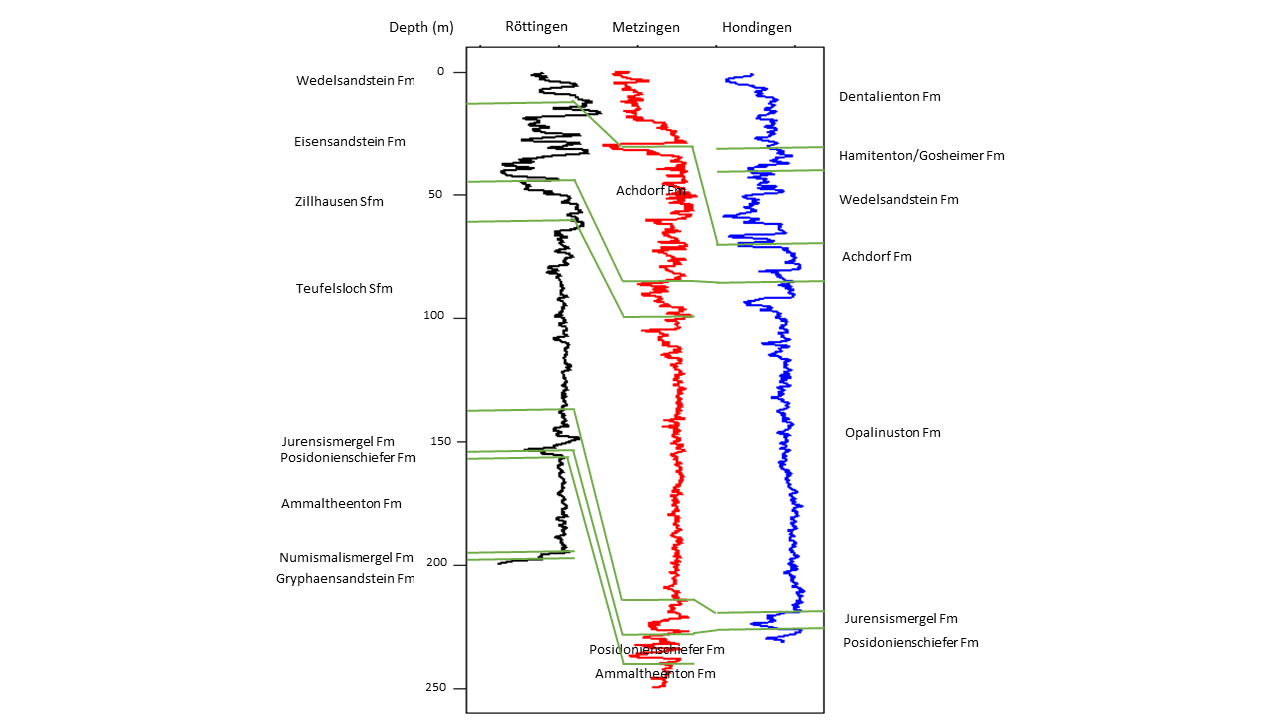 Depth (m) Röttingen Metzingen Hondingen
0
Wedelsandstein Fm
Dentalienton Fm
Eisensandstein Fm
Hamitenton/Gosheimer Fm
Achdorf Fm
50
Zillhausen Sfm
Wedelsandstein Fm
Achdorf Fm
Teufelsloch Sfm
100
Opalinuston Fm
Jurensismergel Fm
150
Posidonienschiefer Fm
Ammaltheenton Fm
Numismalismergel Fm
200
Gryphaensandstein Fm
Jurensismergel Fm
Posidonienschiefer Fm
Posidonienschiefer Fm
Ammaltheenton Fm
250